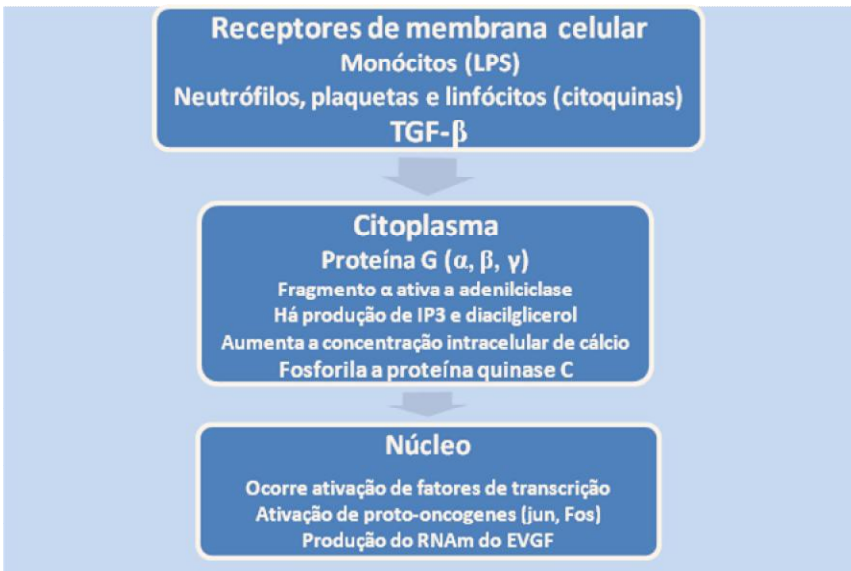 Receptores de membrana celular
Monócitos (LPS)
Neutrófilos, plaquetas e linfócitos (citoquinas)
TGF-β
Citoplasma
Proteína G (α, β, γ)
Fragmento α ativa a adenilciclase
Há produção de IP3 e diacilglicerol
Aumenta a concentração intracelular de cálcio
Fosforila a proteína quinase C
Núcleo
Ocorre ativação de fatores de transcrição
Ativação de proto-oncogenes (jun, Fos)
Produção do RNAm do EVGF